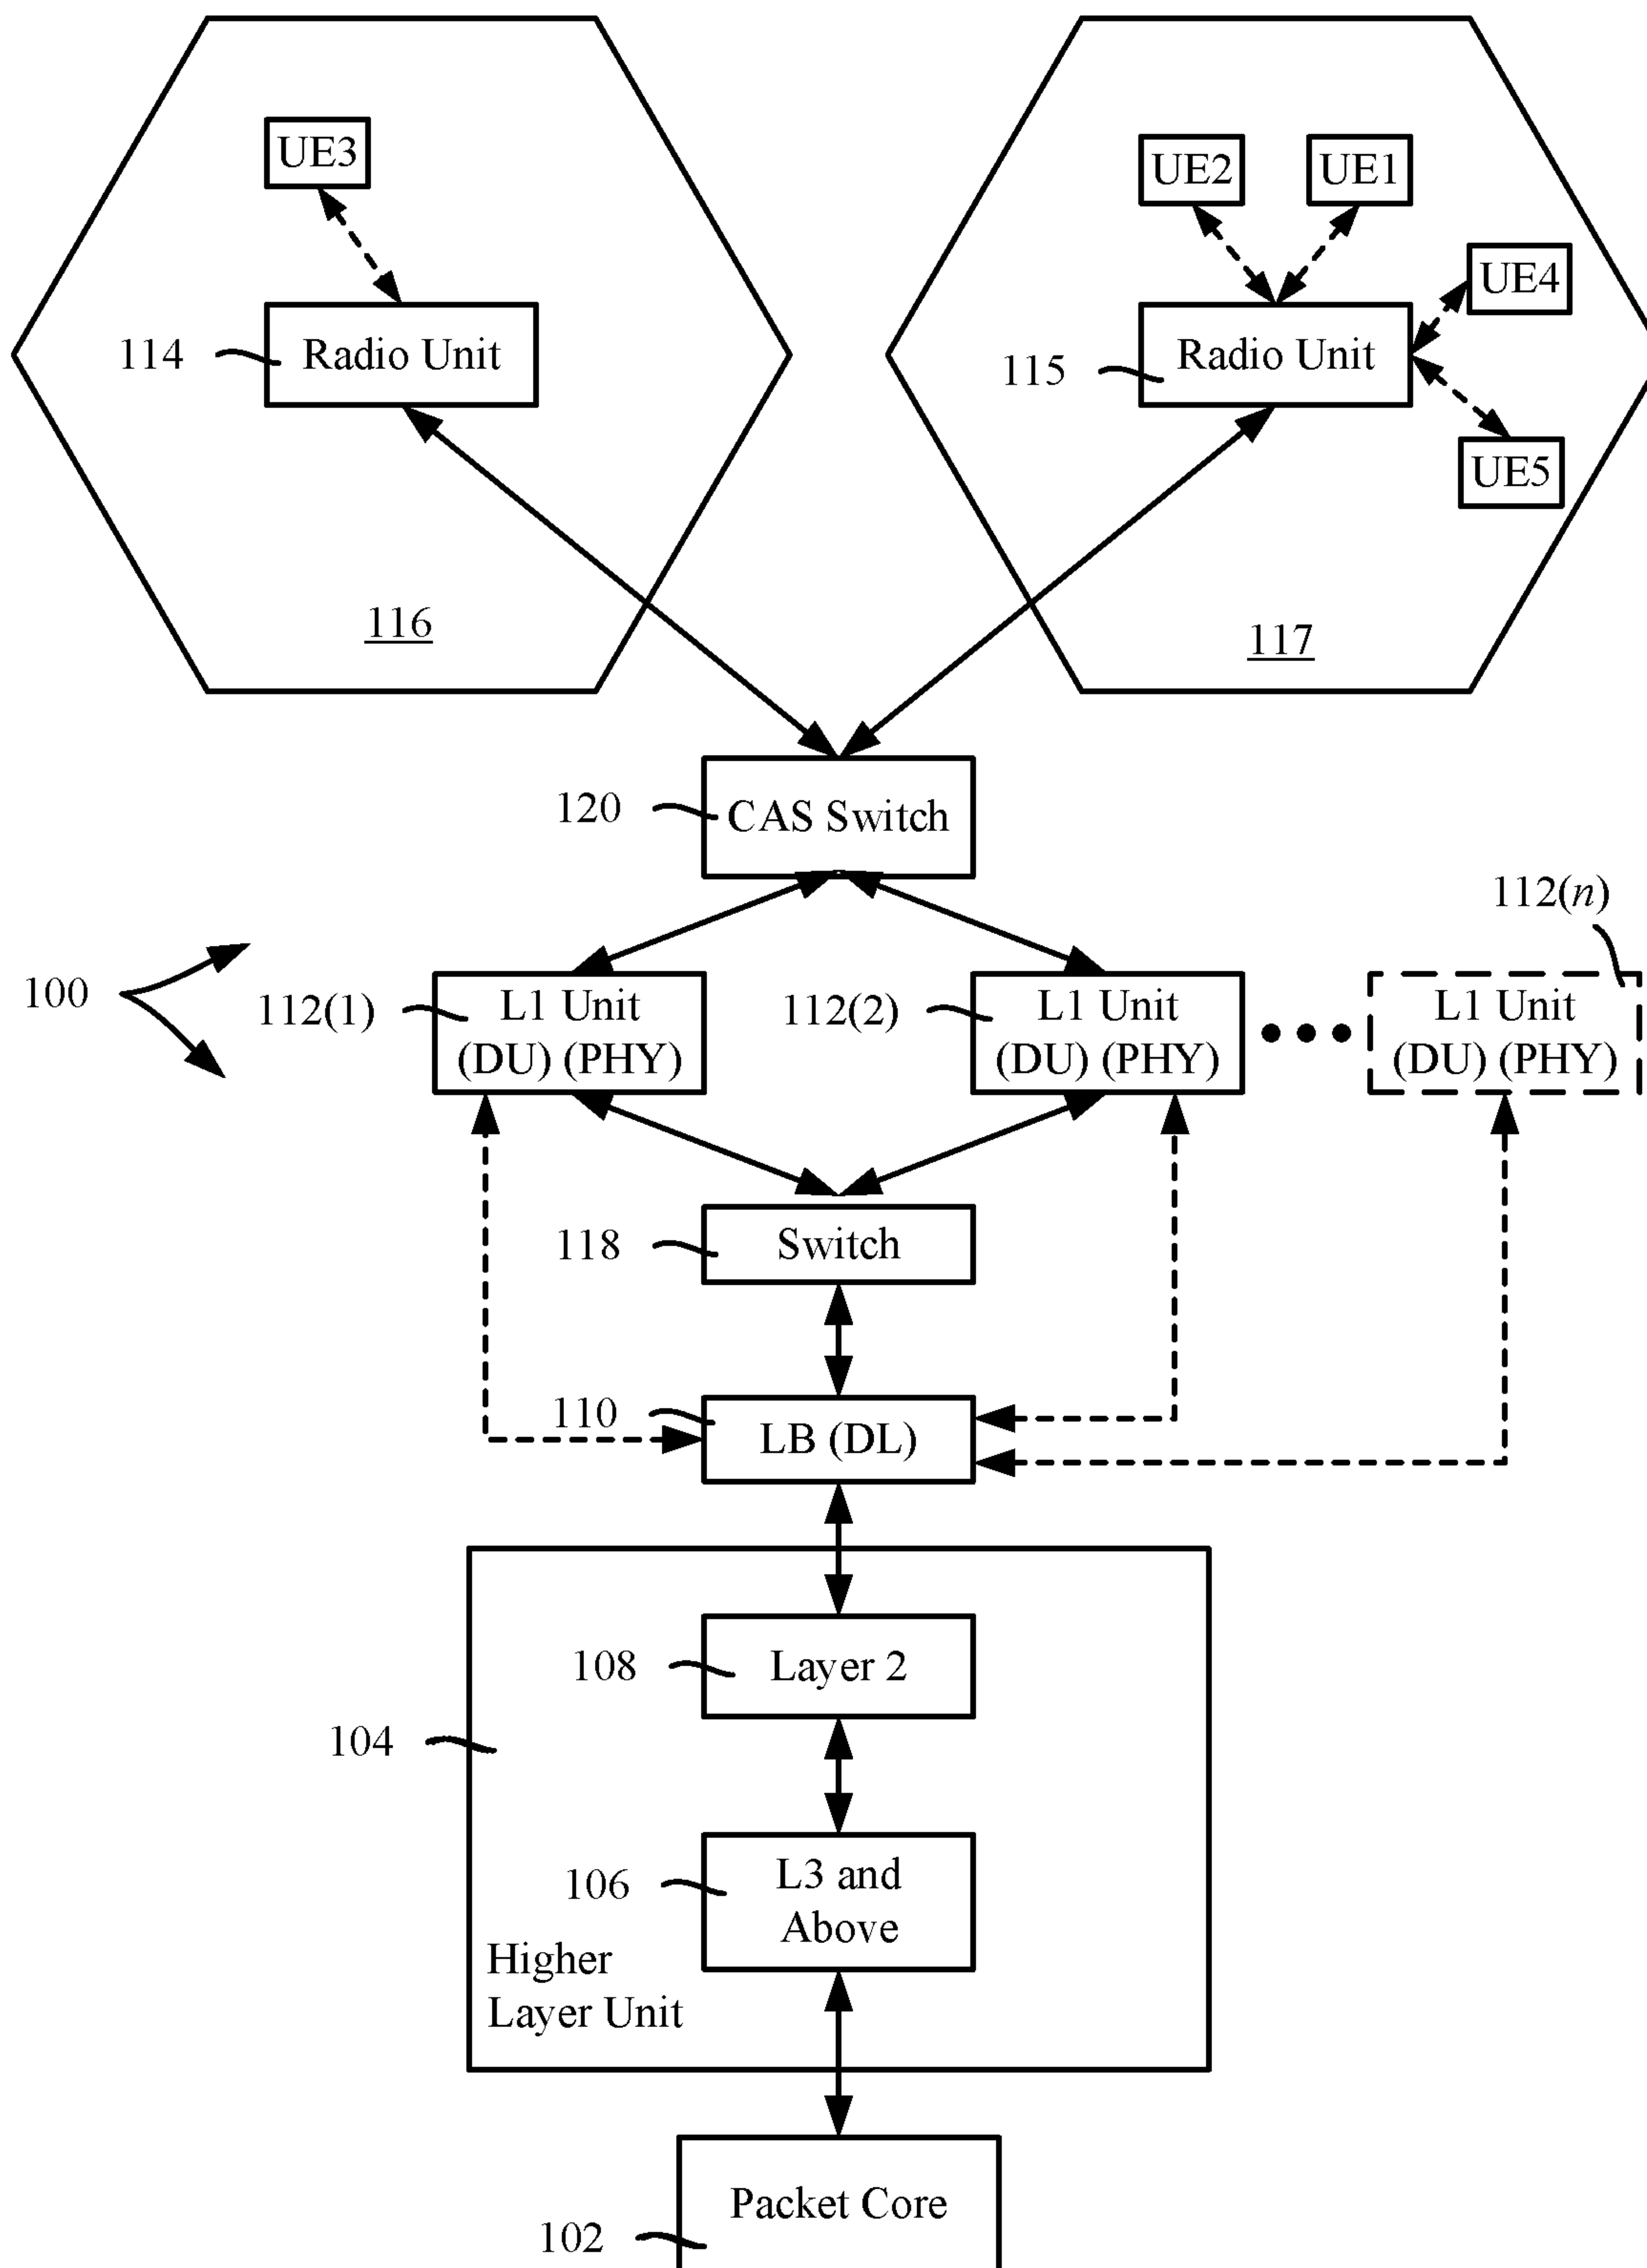 UE3
UE2
UE1
UE4
114
Radio Unit
115
Radio Unit
UE5
116
117
120
CAS Switch
112(n)
100
112(1)
L1 Unit
(DU) (PHY)
112(2)
L1 Unit
(DU) (PHY)
L1 Unit
(DU) (PHY)
118
Switch
110
LB (DL)
108
Layer 2
104
106
L3 and
Above
Higher
Layer Unit
Packet Core
102